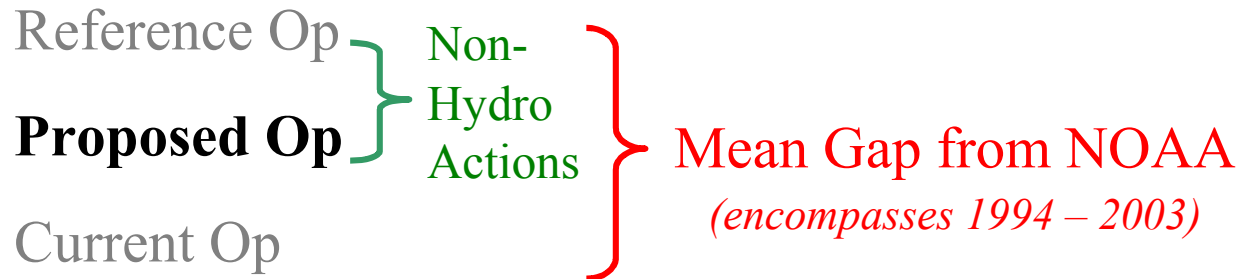 Reference Op
Proposed Op
Current Op
Non-
Hydro
Actions
Mean Gap from NOAA
(encompasses 1994 – 2003)